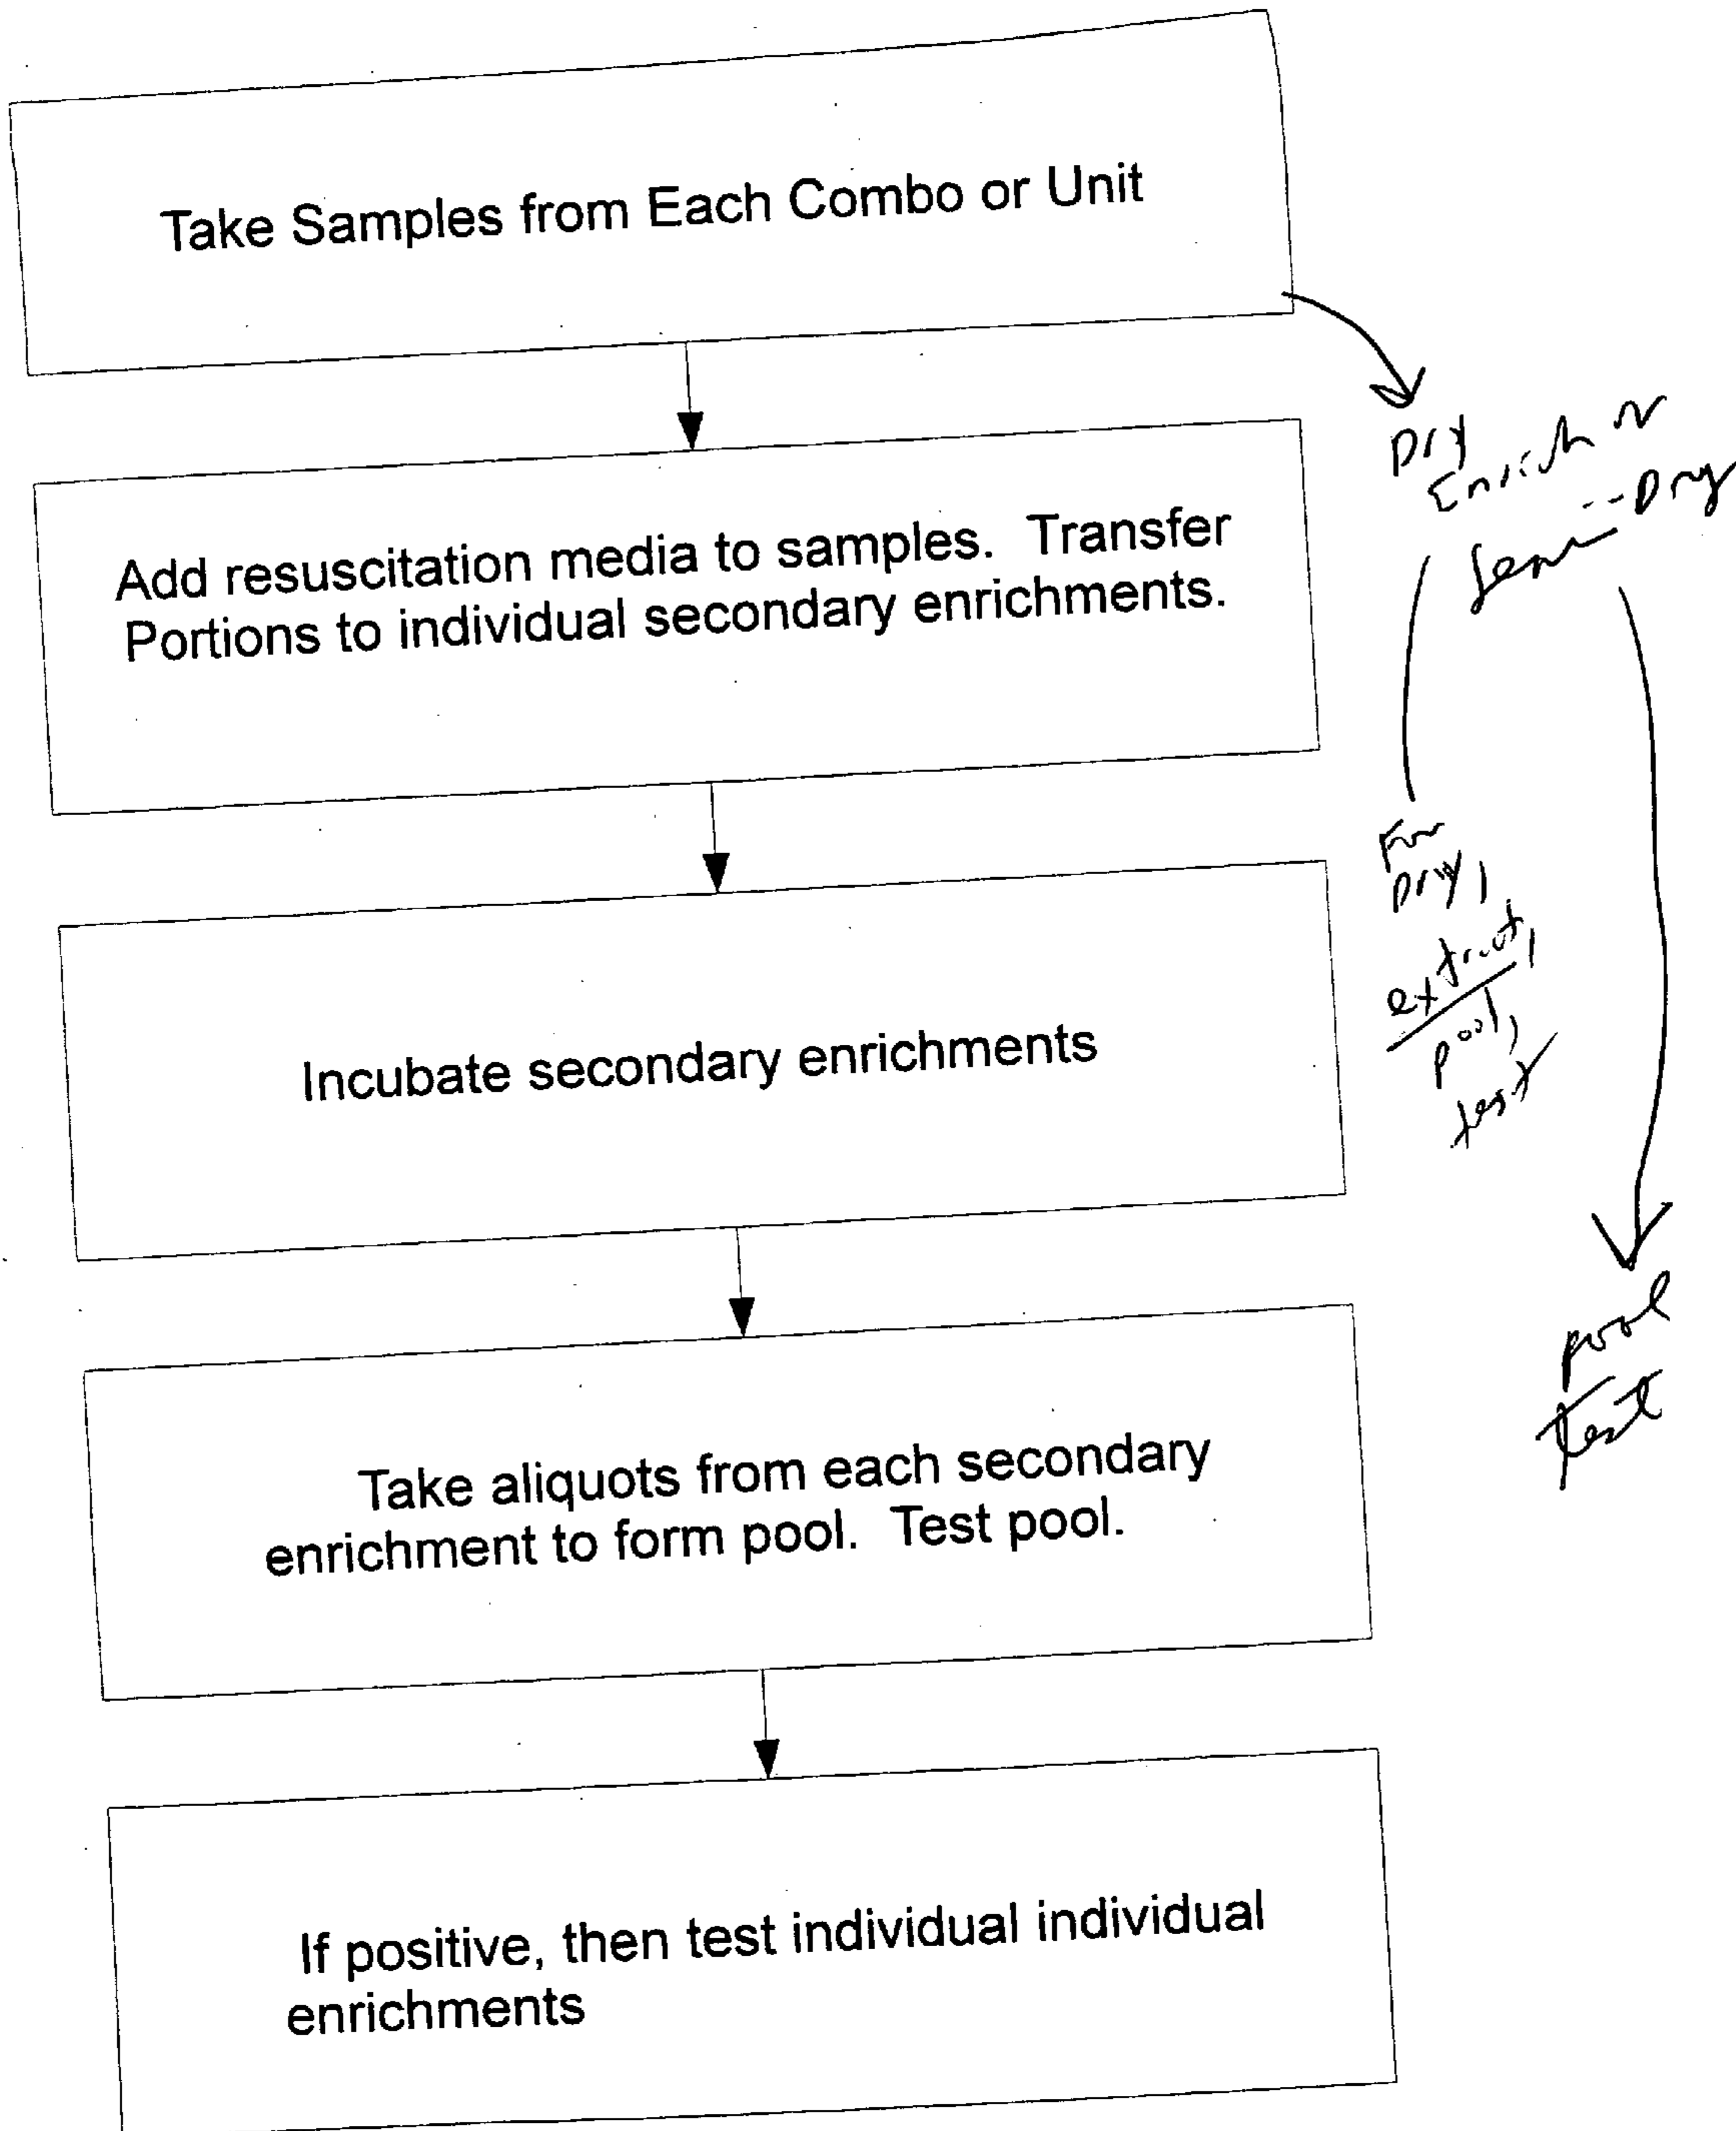 Take Samples from Each Combo or Unit
Add resuscitation media to samples. Transfer
Portions to individual secondary enrichments.
Incubate secondary enrichments
Take aliquots from each secondary
enrichment to form pool. Test pool.
If positive, then test individual individual
enrichments
Dry
Enrich or
Semi-Dry
For
Dry,
extract,
pool,
test
pool
test